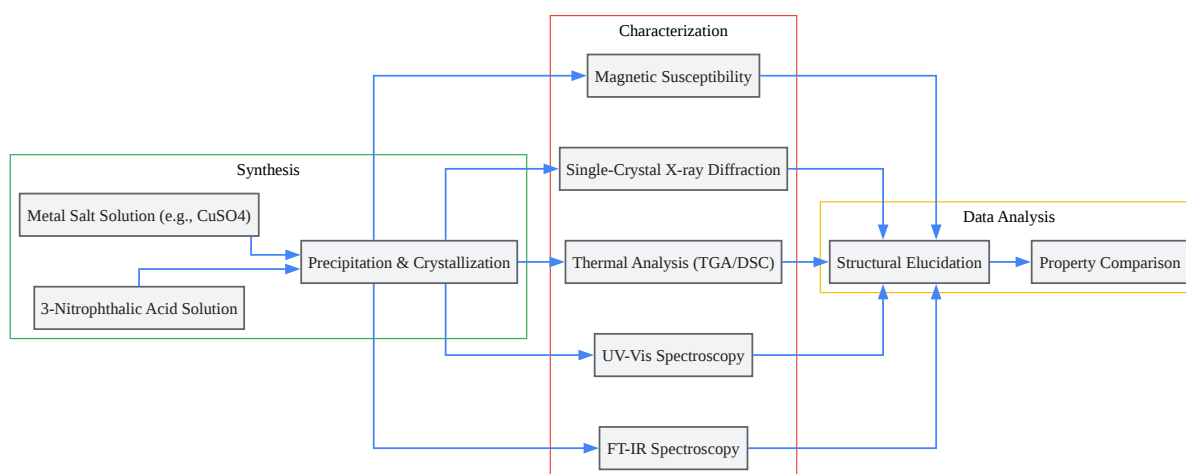 Synthesis
Metal Salt Solution (e.g., CuSO4)
3-Nitrophthalic Acid Solution
Precipitation & Crystallization
Characterization
Magnetic Susceptibility
Single-Crystal X-ray Diffraction
Thermal Analysis (TGA/DSC)
UV-Vis Spectroscopy
FT-IR Spectroscopy
Data Analysis
Structural Elucidation
Property Comparison